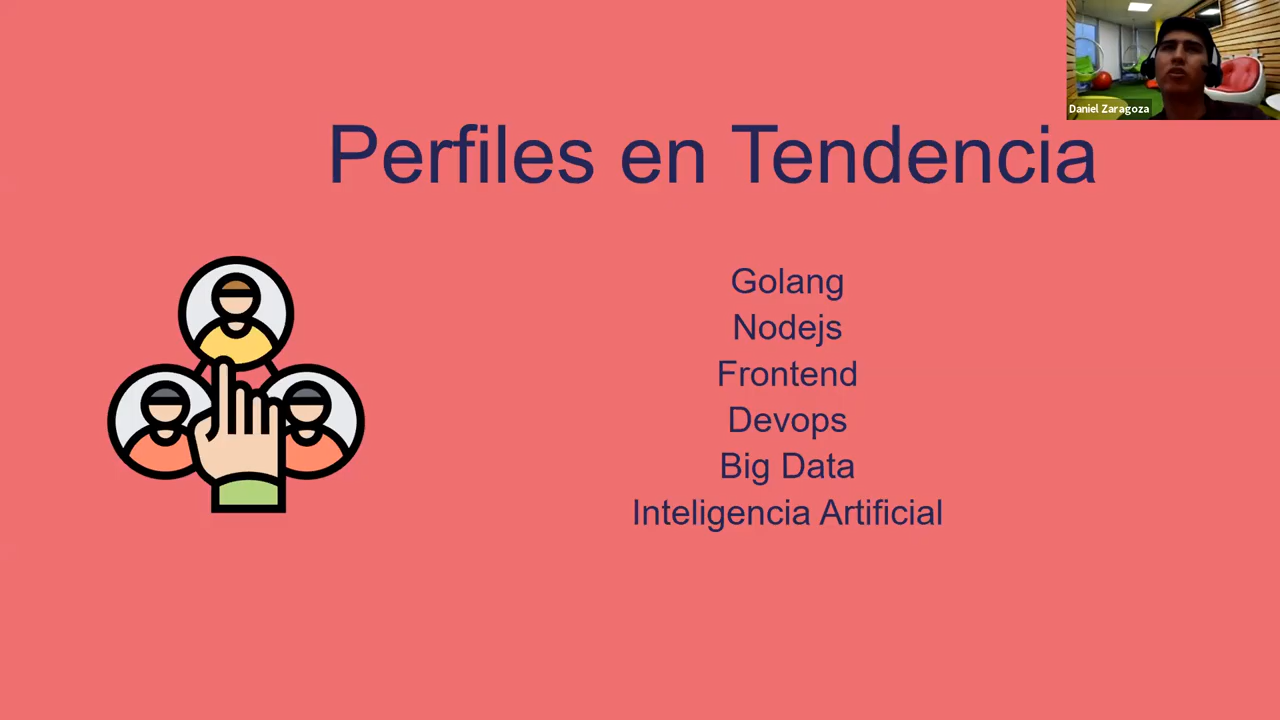 Daniel Zaragoza
Perfiles en Tendencia
Golang
Nodejs
Frontend
Devops
Big Data
Inteligencia Artificial